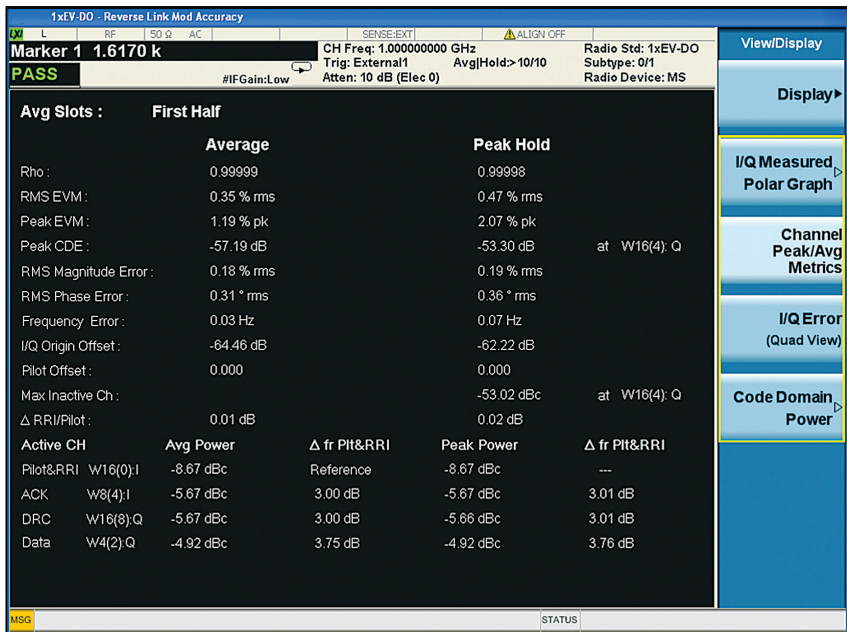 1xEV-DO - Reverse Link Mod Accuracy
LXI L RF 50 Ω AC SENSE:EXT ALIGN OFF
Marker 1 1.6170 k
CH Freq: 1.000000000 GHz
Radio Std: 1xEV-DO
Trig: External1 Avg|Hold:>10/10
Subtype: 0/1
PASS
#IFGain:Low
Atten: 10 dB (Elec 0)
Radio Device: MS
Avg Slots : First Half
Average Peak Hold
Rho : 0.99999 0.99998
RMS EVM : 0.35 % rms 0.47 % rms
Peak EVM : 1.19 % pk 2.07 % pk
Peak CDE : -57.19 dB -53.30 dB at W16(4): Q
RMS Magnitude Error : 0.18 % rms 0.19 % rms
RMS Phase Error : 0.31 ° rms 0.36 ° rms
Frequency Error : 0.03 Hz 0.07 Hz
I/Q Origin Offset : -64.46 dB -62.22 dB
Pilot Offset : 0.000 0.000
Max Inactive Ch : -53.02 dBc at W16(4): Q
Δ RRI/Pilot : 0.01 dB 0.02 dB
Active CH Avg Power Δ fr Plt&RRI Peak Power Δ fr Plt&RRI
Pilot&RRI W16(0):I -8.67 dBc Reference -8.67 dBc ---
ACK W8(4):I -5.67 dBc 3.00 dB -5.67 dBc 3.01 dB
DRC W16(8):Q -5.67 dBc 3.00 dB -5.66 dBc 3.01 dB
Data W4(2):Q -4.92 dBc 3.75 dB -4.92 dBc 3.76 dB
View/Display
Display
I/Q Measured
Polar Graph
Channel
Peak/Avg
Metrics
I/Q Error
(Quad View)
Code Domain
Power
MSG STATUS